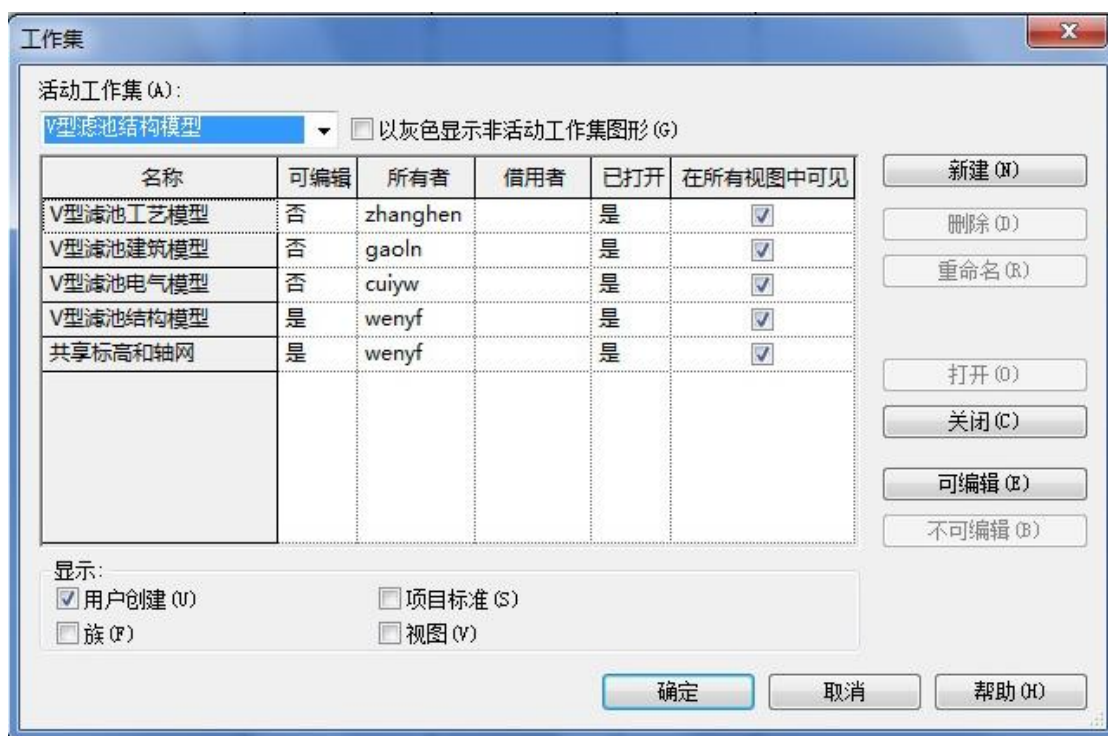 工作集
活动工作集(A):
V型滤池结构模型 以灰色显示非活动工作集图形(G)
名称 可编辑 所有者 借用者 已打开 在所有视图中可见 新建(N)
V型滤池工艺模型 否 zhanghen 是 删除(D)
V型滤池建筑模型 否 gaoln 是
V型滤池电气模型 否 cuiyw 是 重命名(R)
V型滤池结构模型 是 wenyf 是
共享标高和轴网 是 wenyf 是
打开(O)
关闭(C)
可编辑(E)
不可编辑(B)
显示:
用户创建(U) 项目标准(S)
族(F) 视图(V)
确定 取消 帮助(H)